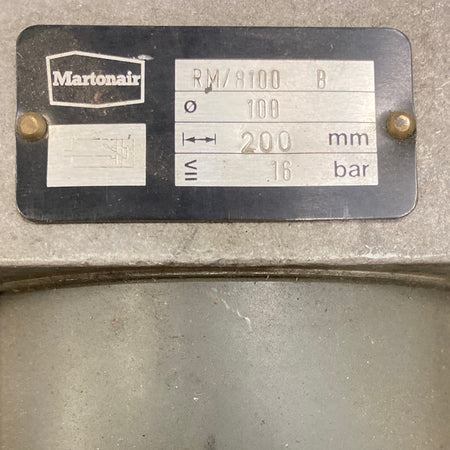 Martonair
RM/8100 B
Ø 100
200 mm
≤ 16 bar